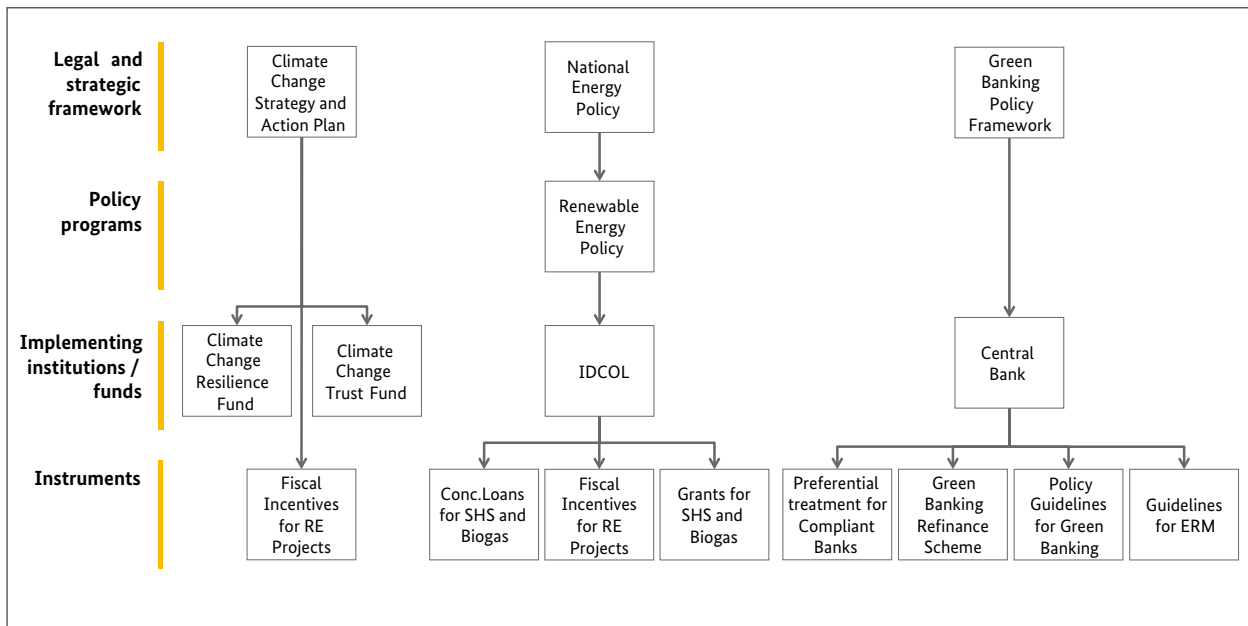 Legal and
strategic
framework
Climate
Change
Strategy and
Action Plan
National
Energy
Policy
Green
Banking
Policy
Framework
Policy
programs
Renewable
Energy
Policy
Implementing
institutions /
funds
Climate
Change
Resilience
Fund
Climate
Change
Trust Fund
IDCOL
Central
Bank
Instruments
Fiscal
Incentives
for RE
Projects
Conc.Loans
for SHS and
Biogas
Fiscal
Incentives
for RE
Projects
Grants for
SHS and
Biogas
Preferential
treatment for
Compliant
Banks
Green
Banking
Refinance
Scheme
Policy
Guidelines
for Green
Banking
Guidelines
for ERM